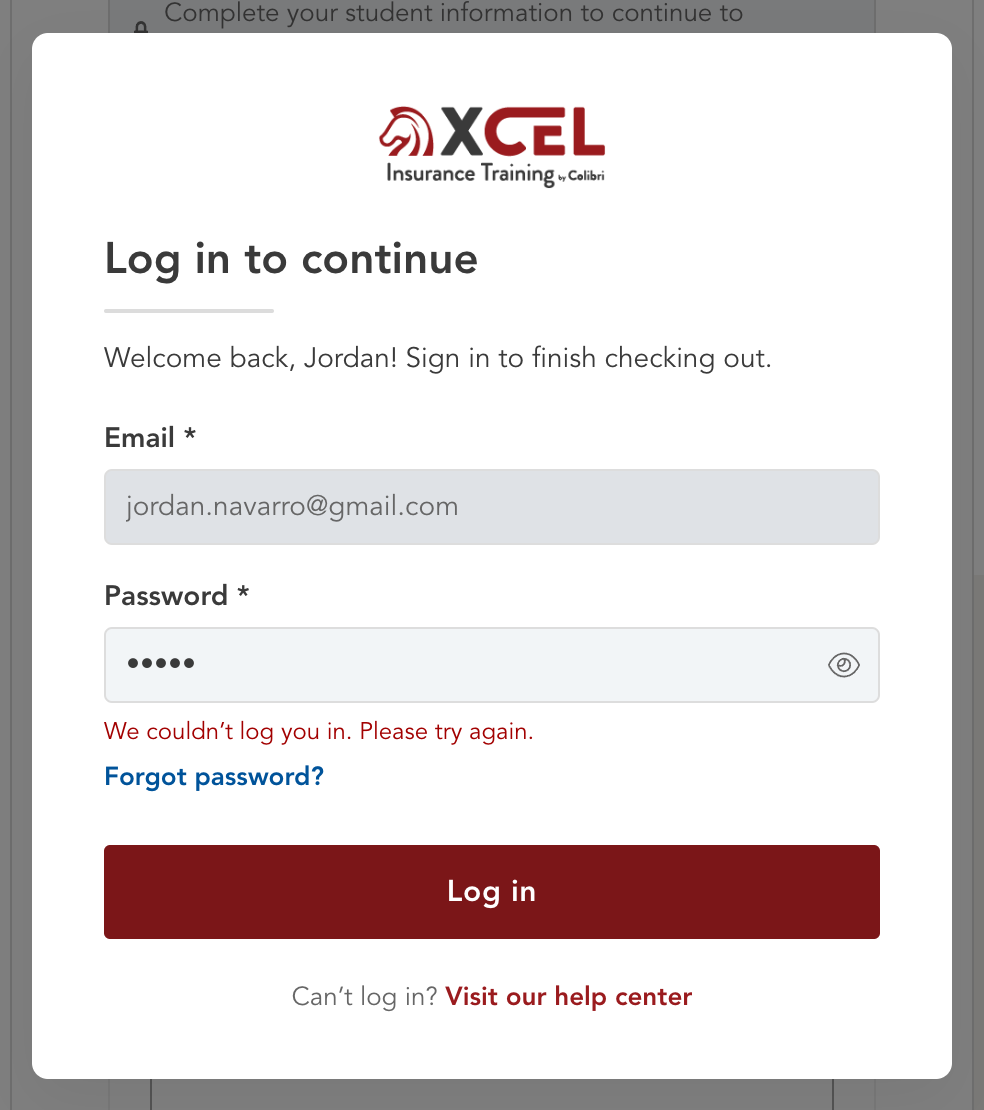 Complete your student information to continue to
XCEL
Insurance Training by Colibri
Log in to continue
Welcome back, Jordan! Sign in to finish checking out.
Email *
jordan.navarro@gmail.com
Password *
•••••
We couldn’t log you in. Please try again.
Forgot password?
Log in
Can’t log in? Visit our help center